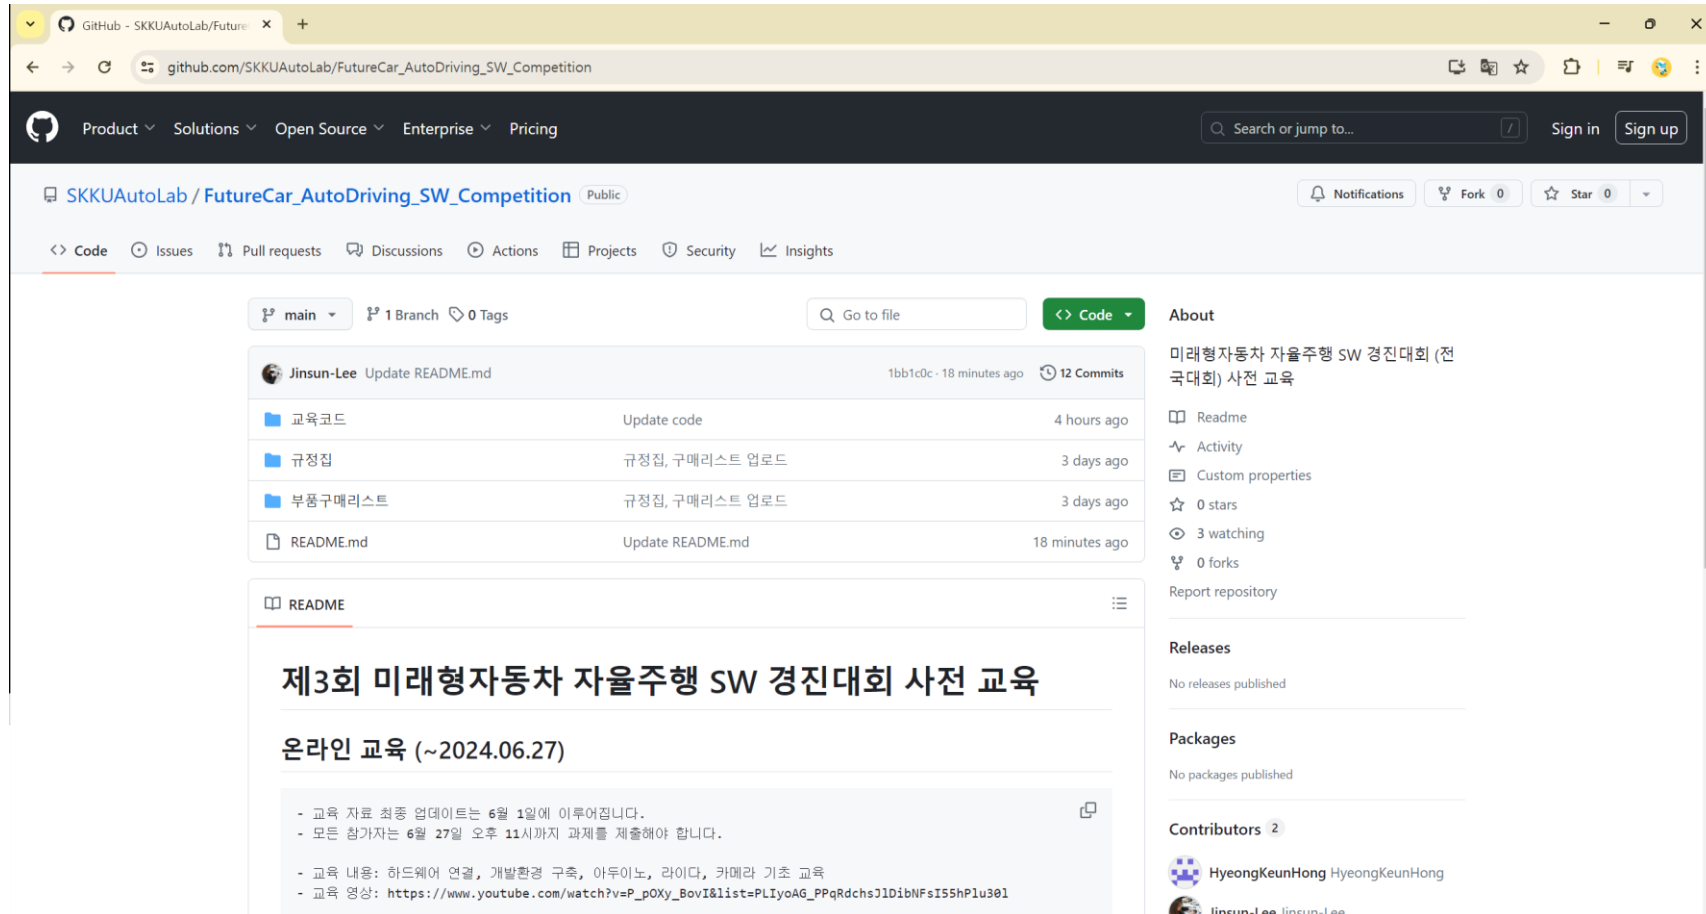 GitHub - SKKUAutoLab/Future
github.com/SKKUAutoLab/FutureCar_AutoDriving_SW_Competition
Product Solutions Open Source Enterprise Pricing
Search or jump to... /
Sign in Sign up
SKKUAutoLab / FutureCar_AutoDriving_SW_Competition Public
Notifications Fork 0 Star 0
Code Issues Pull requests Discussions Actions Projects Security Insights
main 1 Branch 0 Tags
Go to file
Code
Jinsun-Lee Update README.md 1bb1c0c · 18 minutes ago 12 Commits
교육코드 Update code 4 hours ago
규정집 규정집, 구매리스트 업로드 3 days ago
부품구매리스트 규정집, 구매리스트 업로드 3 days ago
README.md Update README.md 18 minutes ago
README
제3회 미래형자동차 자율주행 SW 경진대회 사전 교육
온라인 교육 (~2024.06.27)
- 교육 자료 최종 업데이트는 6월 1일에 이루어집니다.
- 모든 참가자는 6월 27일 오후 11시까지 과제를 제출해야 합니다.
- 교육 내용: 하드웨어 연결, 개발환경 구축, 아두이노, 라이다, 카메라 기초 교육
- 교육 영상: https://www.youtube.com/watch?v=P_pOXy_BovI&list=PLIyoAG_PPqRdchsJlDibNFsI55hPlu30l
About
미래형자동차 자율주행 SW 경진대회 (전
국대회) 사전 교육
Readme
Activity
Custom properties
0 stars
3 watching
0 forks
Report repository
Releases
No releases published
Packages
No packages published
Contributors 2
HyeongKeunHong HyeongKeunHong
Jinsun-Lee Jinsun-Lee